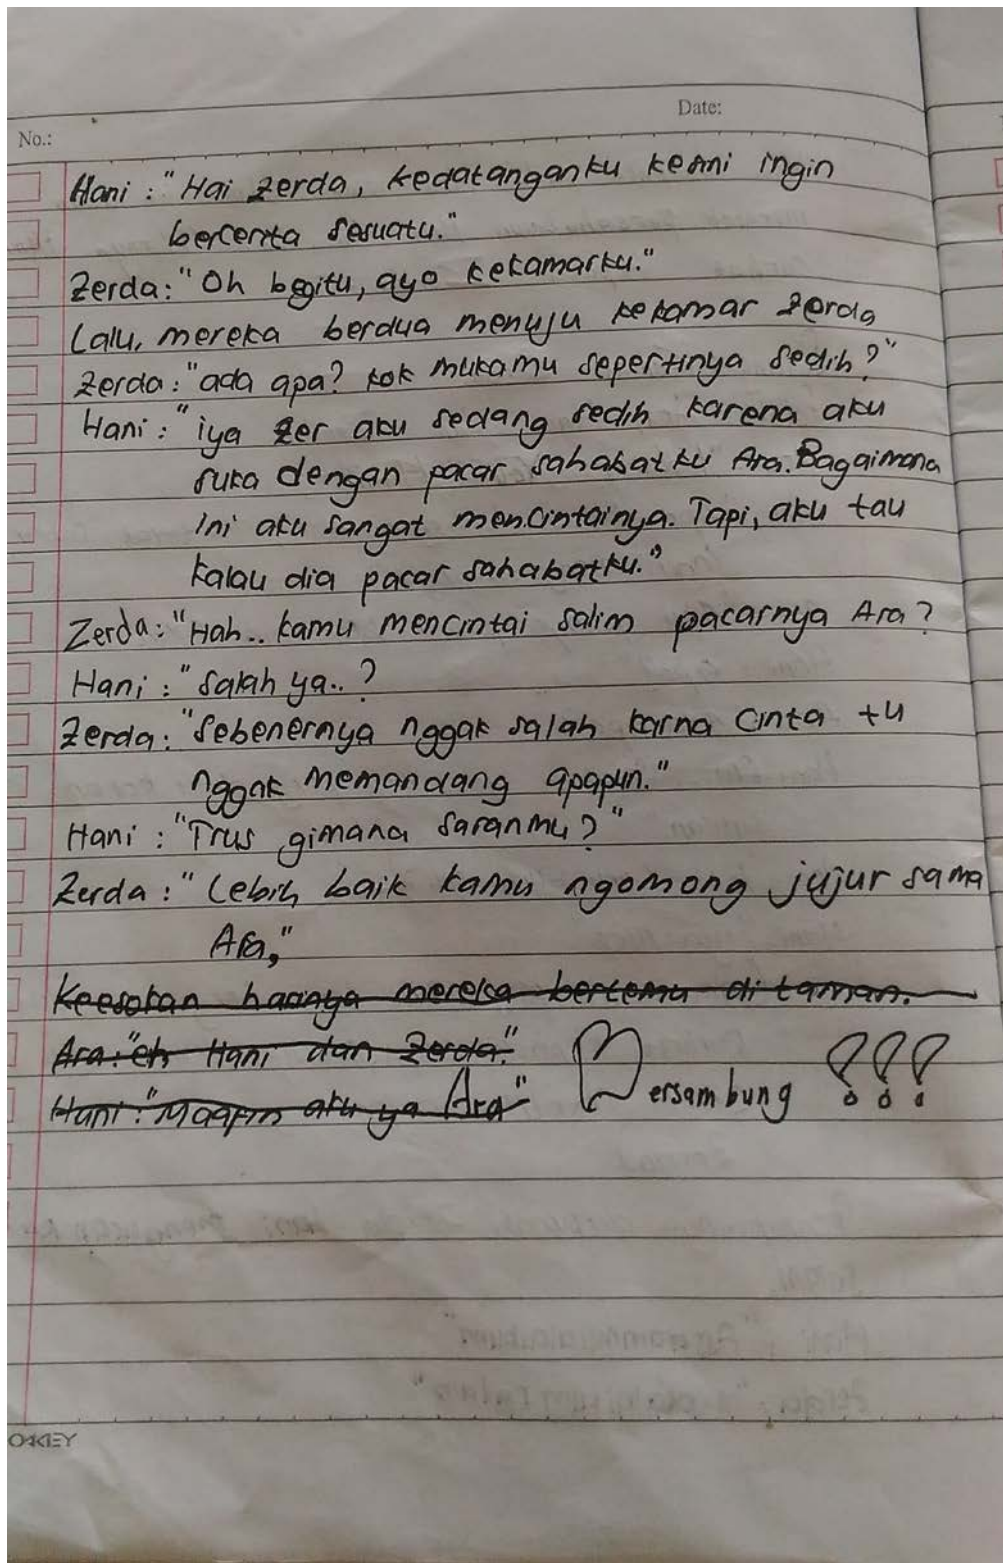 No.:
Date:
Hani : "Hai zerda, kedatanganku kesini ingin
bercerita sesuatu."
Zerda : "Oh begitu, ayo kekamarku."
Lalu, mereka berdua menuju kekamar zerda
Zerda : "ada apa? kok mukamu sepertinya sedih?"
Hani : "iya zer aku sedang sedih karena aku
suka dengan pacar sahabatku Ara. Bagaimana
ini aku sangat mencintainya. Tapi, aku tau
kalau dia pacar sahabatku."
Zerda : "Hah.. kamu mencintai salim pacarnya Ara?
Hani : "salah ya..?
Zerda : "Sebenernya nggak salah karna cinta tu
nggak memandang apapun."
Hani : "Trus gimana saranmu?"
Zerda : "Lebih baik kamu ngomong jujur sama
Ara,"
Keesokan harinya mereka bertemu di taman.
Ara : "eh Hani dan Zerda."
Hani : "Maafin aku ya Ara"
Bersambung ???
OAKLEY